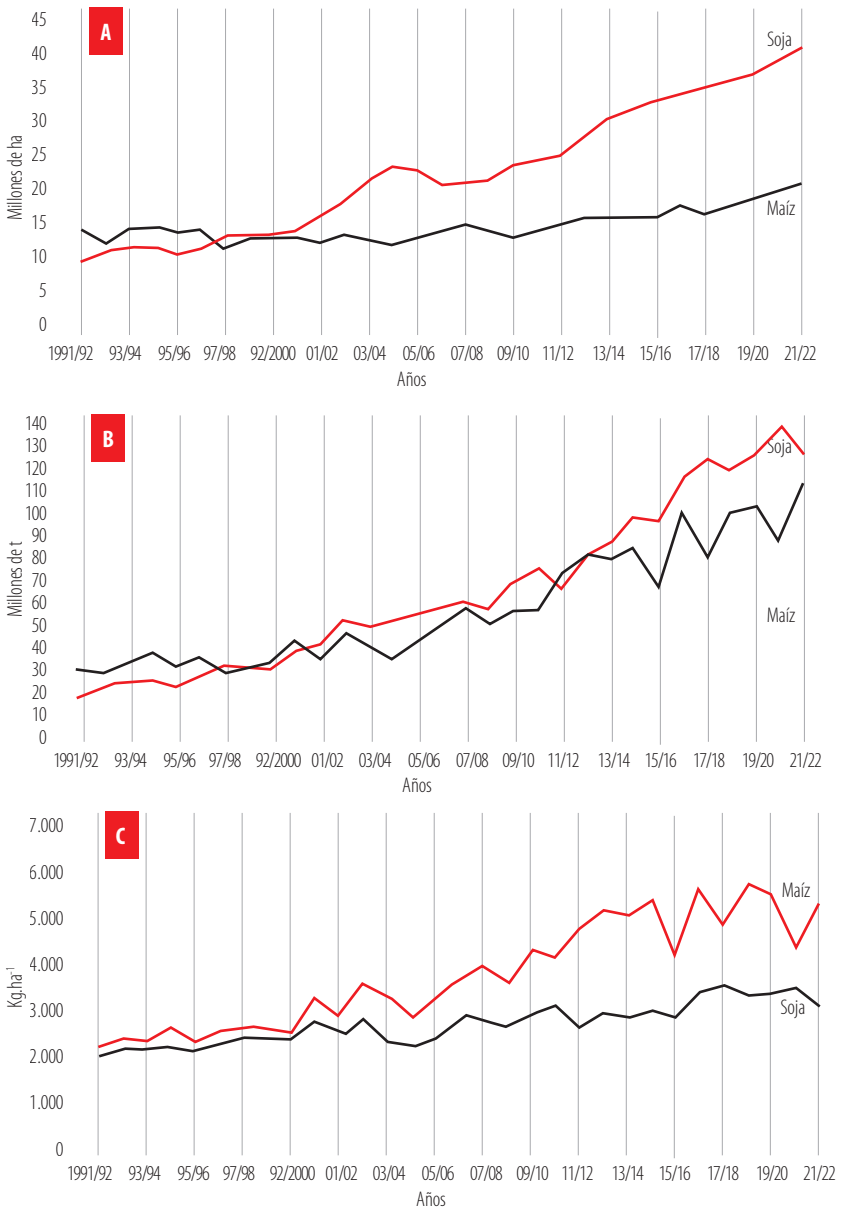 A
45
40
35
30
25
20
15
10
5
0
Millones de ha
Soja
Maíz
1991/92 93/94 95/96 97/98 92/2000 01/02 03/04 05/06 07/08 09/10 11/12 13/14 15/16 17/18 19/20 21/22
Años
B
140
130
120
110
100
90
80
70
60
50
40
30
20
10
0
Millones de t
Soja
Maíz
1991/92 93/94 95/96 97/98 92/2000 01/02 03/04 05/06 07/08 09/10 11/12 13/14 15/16 17/18 19/20 21/22
Años
C
7.000
6.000
5.000
4.000
3.000
2.000
1.000
0
Kg.ha⁻¹
Maíz
Soja
1991/92 93/94 95/96 97/98 92/2000 01/02 03/04 05/06 07/08 09/10 11/12 13/14 15/16 17/18 19/20 21/22
Años